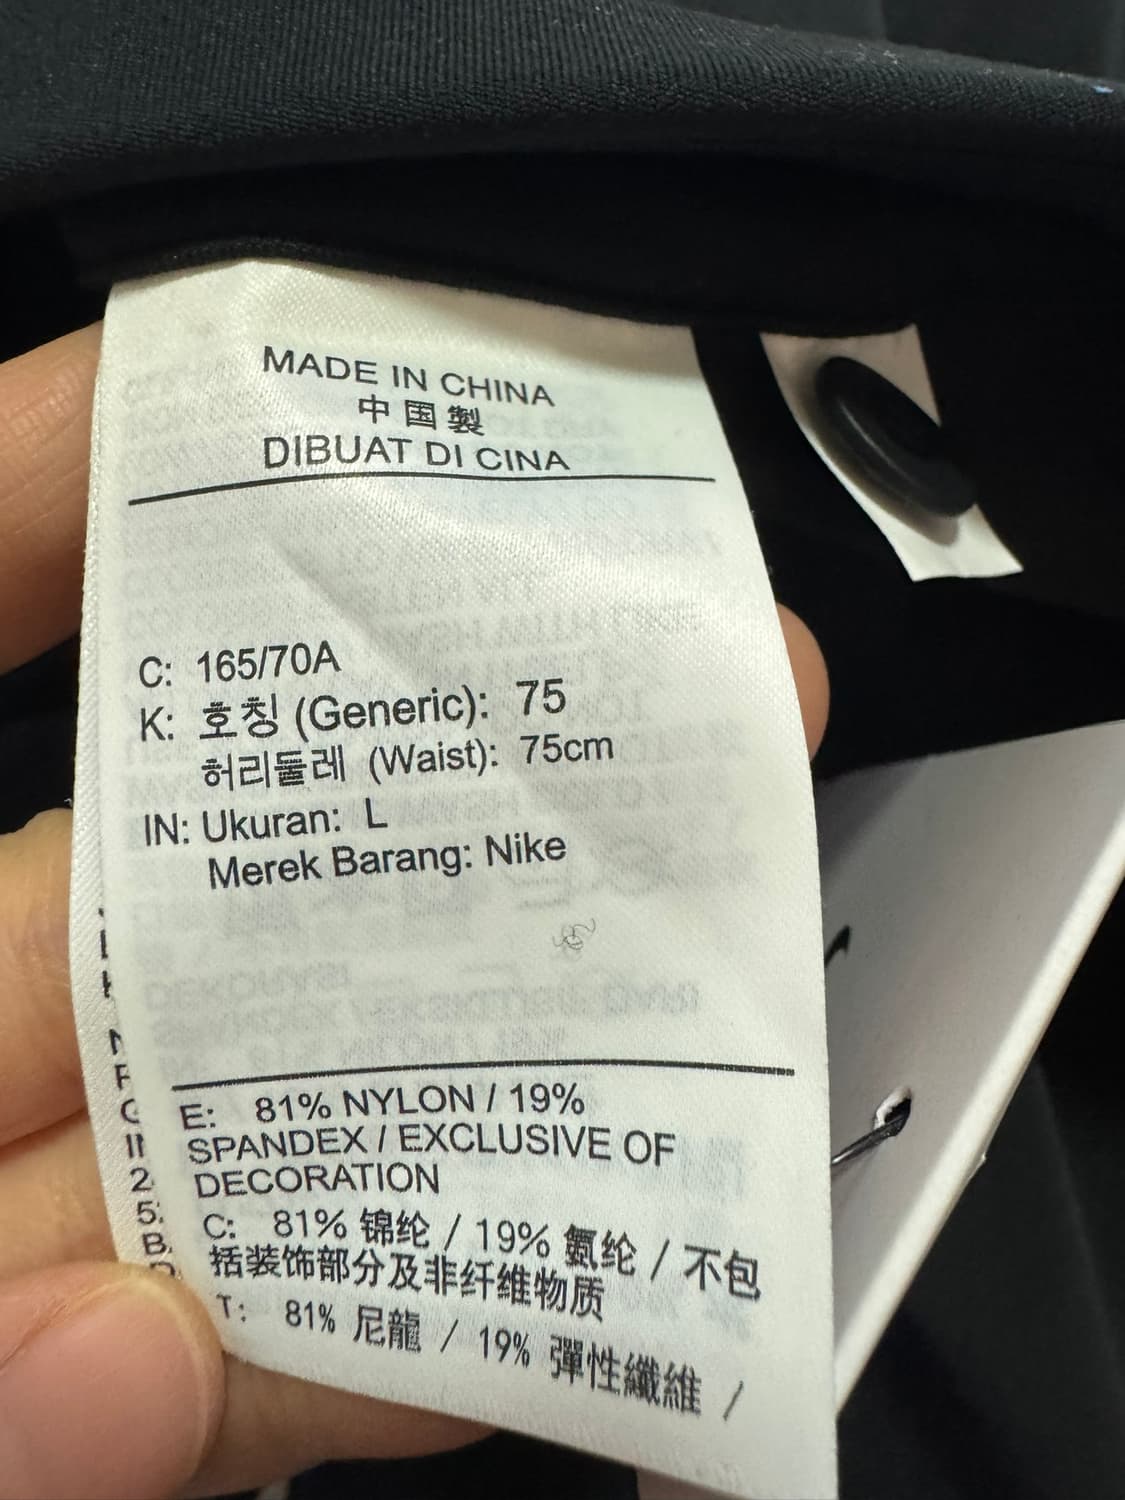 MADE IN CHINA
中国製
DIBUAT DI CINA
C: 165/70A
K: 호칭 (Generic): 75
허리둘레 (Waist): 75cm
IN: Ukuran: L
Merek Barang: Nike
E: 81% NYLON / 19%
SPANDEX / EXCLUSIVE OF
DECORATION
C: 81% 锦纶 / 19% 氨纶 / 不包
括装饰部分及非纤维物质
T: 81% 尼龍 / 19% 彈性纖維 /